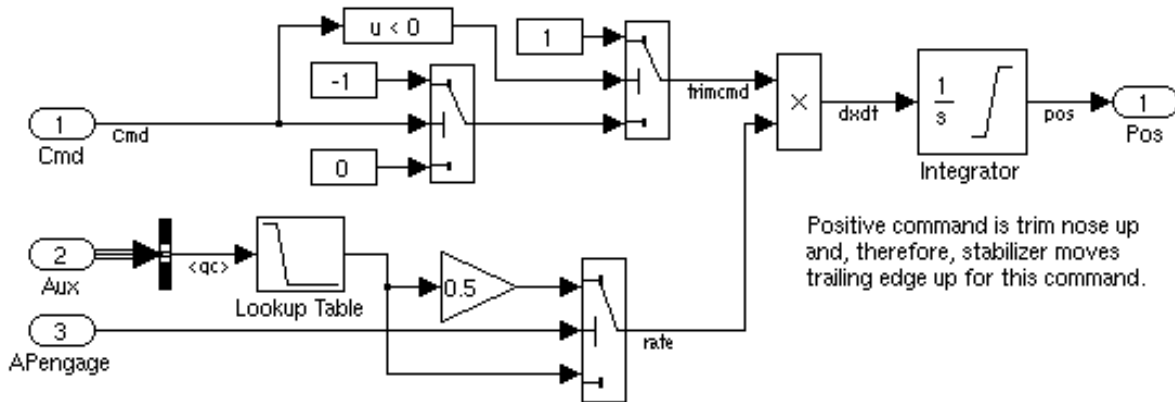 u < 0
1
-1
trimcmd
1
Cmd
Cmd
0
×
dxdt
1
s
pos
1
Pos
Integrator
2
Aux
<qc>
Lookup Table
0.5
3
APengage
rate
Positive command is trim nose up
and, therefore, stabilizer moves
trailing edge up for this command.